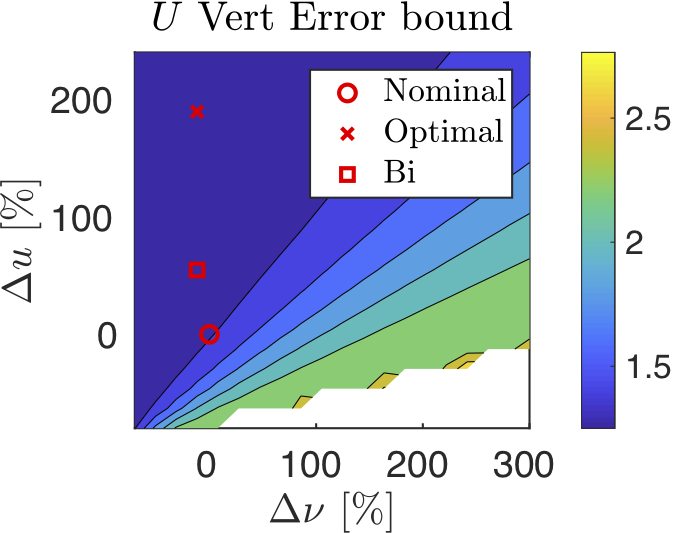 U Vert Error bound
200
100
0
Δu [%]
Nominal
Optimal
Bi
0 100 200 300
Δν [%]
2.5
2
1.5